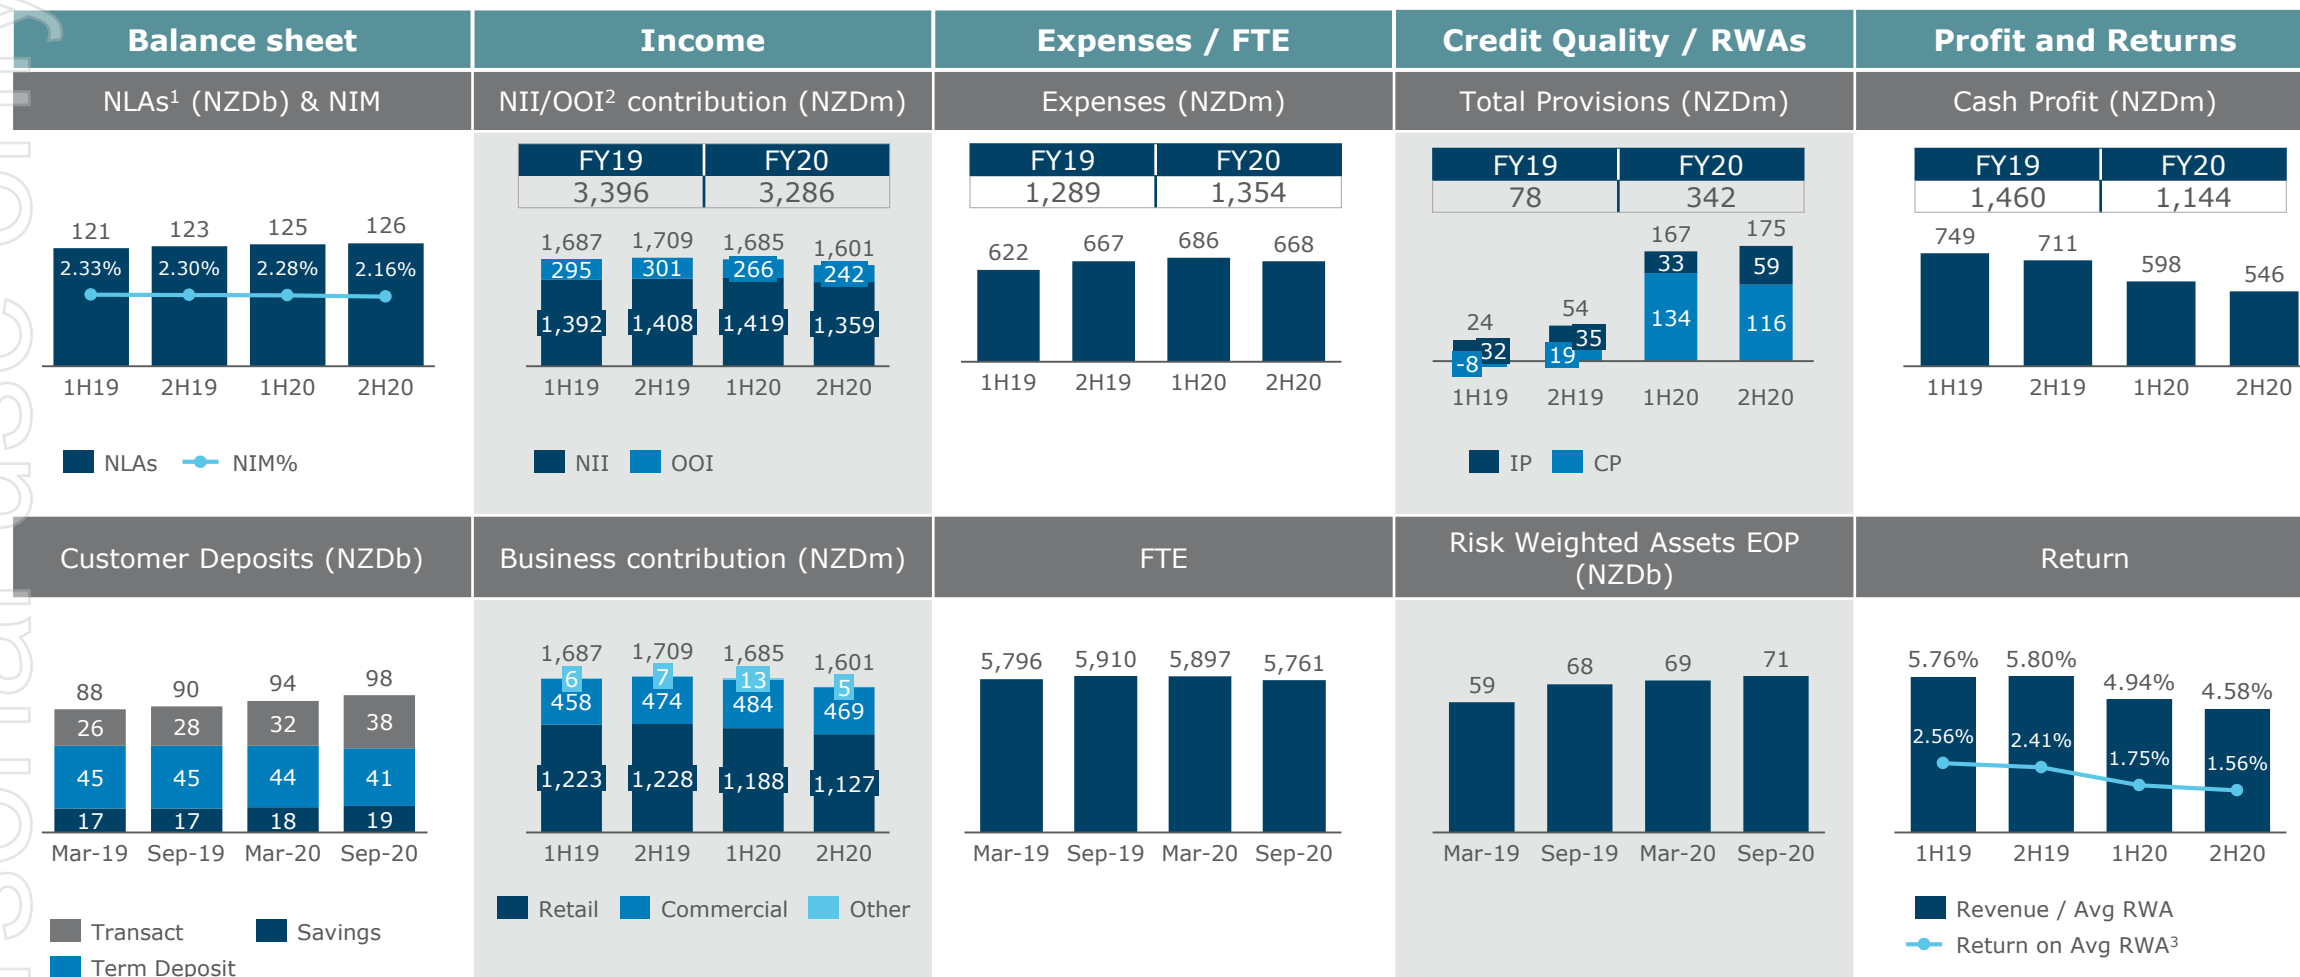 Balance sheet
Income
Expenses / FTE
Credit Quality / RWAs
Profit and Returns
NLAs¹ (NZDb) & NIM
NII/OOI² contribution (NZDm)
Expenses (NZDm)
Total Provisions (NZDm)
Cash Profit (NZDm)
121 123 125 126
2.33% 2.30% 2.28% 2.16%
1H19 2H19 1H20 2H20
NLAs NIM%
FY19 FY20
3,396 3,286
1,687 1,709 1,685 1,601
295 301 266 242
1,392 1,408 1,419 1,359
1H19 2H19 1H20 2H20
NII OOI
FY19 FY20
1,289 1,354
622 667 686 668
1H19 2H19 1H20 2H20
FY19 FY20
78 342
167 175
33 59
24 54
32 35 134 116
-8 19
1H19 2H19 1H20 2H20
IP CP
FY19 FY20
1,460 1,144
749 711 598 546
1H19 2H19 1H20 2H20
Customer Deposits (NZDb)
Business contribution (NZDm)
FTE
Risk Weighted Assets EOP
(NZDb)
Return
88 90 94 98
26 28 32 38
45 45 44 41
17 17 18 19
Mar-19 Sep-19 Mar-20 Sep-20
Transact Savings
Term Deposit
1,687 1,709 1,685 1,601
6 7 13 5
458 474 484 469
1,223 1,228 1,188 1,127
1H19 2H19 1H20 2H20
Retail Commercial Other
5,796 5,910 5,897 5,761
Mar-19 Sep-19 Mar-20 Sep-20
59 68 69 71
Mar-19 Sep-19 Mar-20 Sep-20
5.76% 5.80% 4.94% 4.58%
2.56% 2.41% 1.75% 1.56%
1H19 2H19 1H20 2H20
Revenue / Avg RWA
Return on Avg RWA³